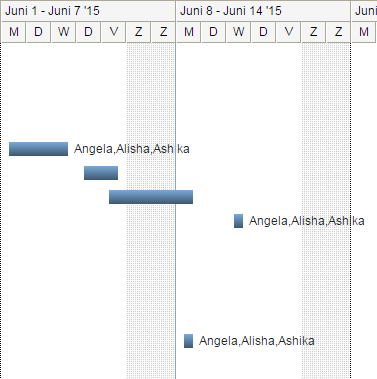 Juni 1 - Juni 7 '15 Juni 8 - Juni 14 '15 Juni
M D W D V Z Z M D W D V Z Z M
Angela,Alisha,Ashika
Angela,Alisha,Ashika
Angela,Alisha,Ashika